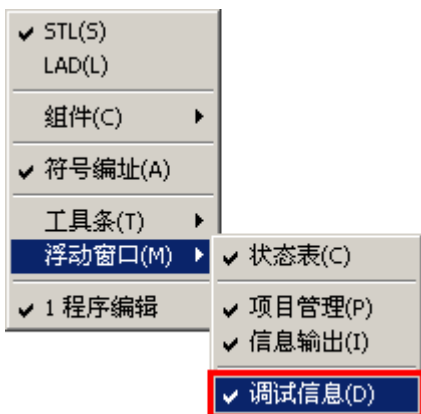 STL(S)
LAD(L)
组件(C)
符号编址(A)
工具条(T)
浮动窗口(M)
1 程序编辑
状态表(C)
项目管理(P)
信息输出(I)
调试信息(D)